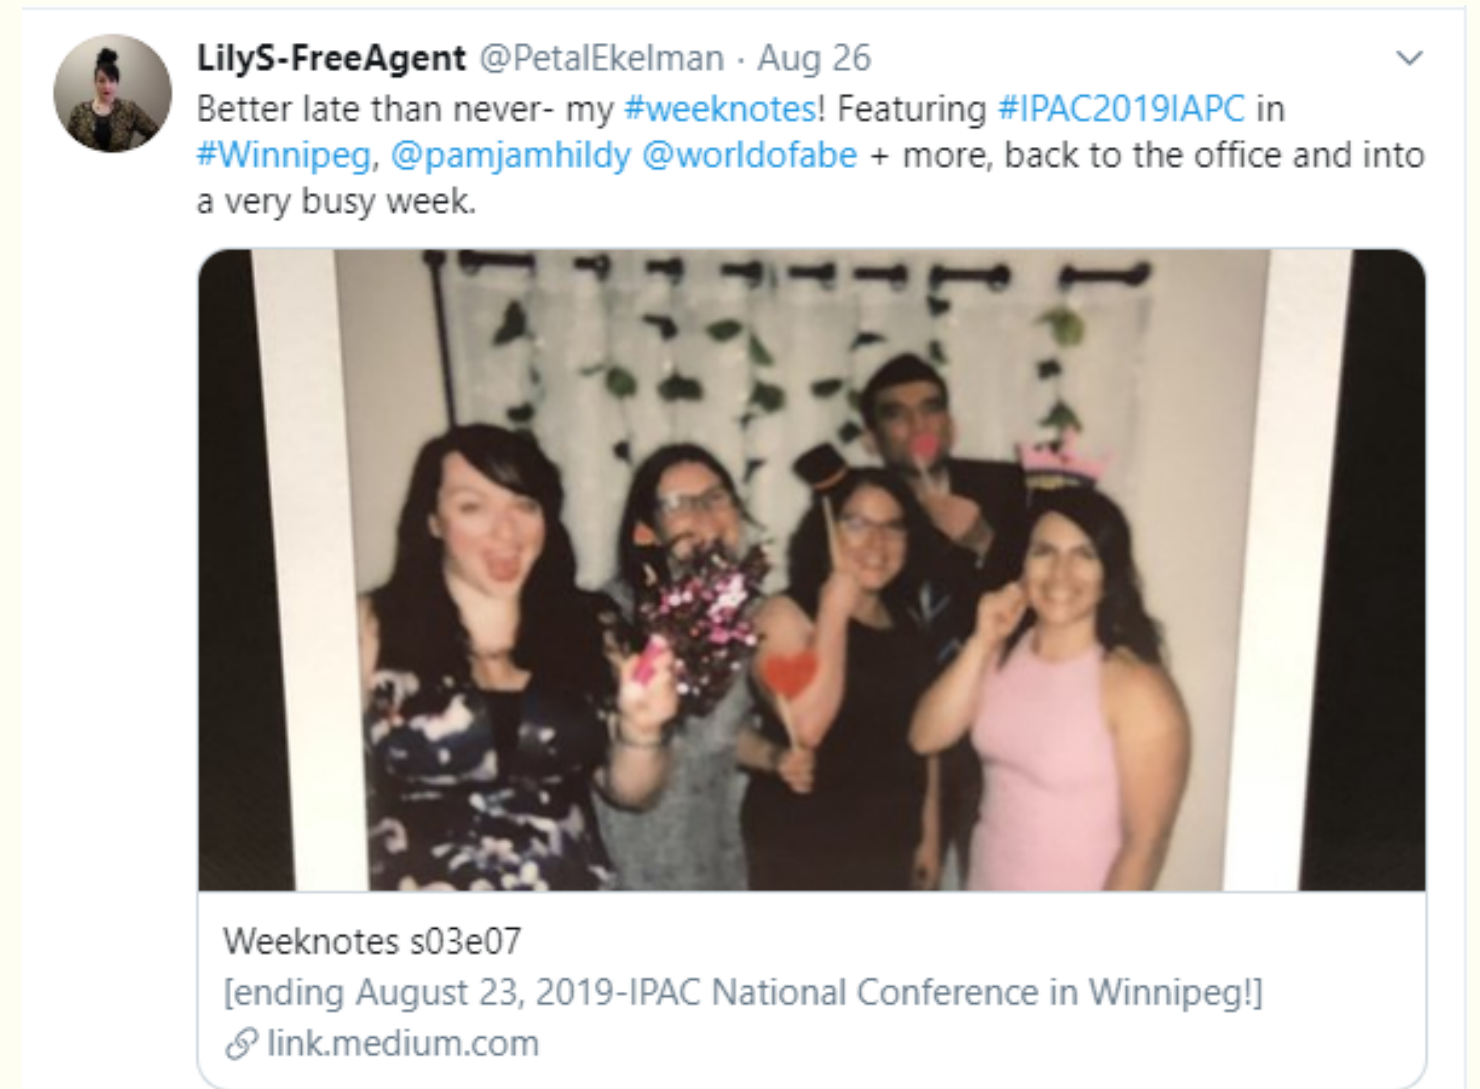 LilyS-FreeAgent @PetalEkelman · Aug 26
Better late than never- my #weeknotes! Featuring #IPAC2019IAPC in
#Winnipeg, @pamjamhildy @worldofabe + more, back to the office and into
a very busy week.
Weeknotes s03e07
[ending August 23, 2019-IPAC National Conference in Winnipeg!]
link.medium.com